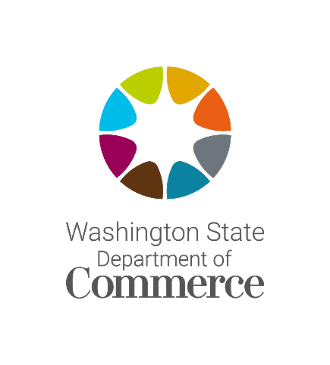 Washington State
Department of
Commerce